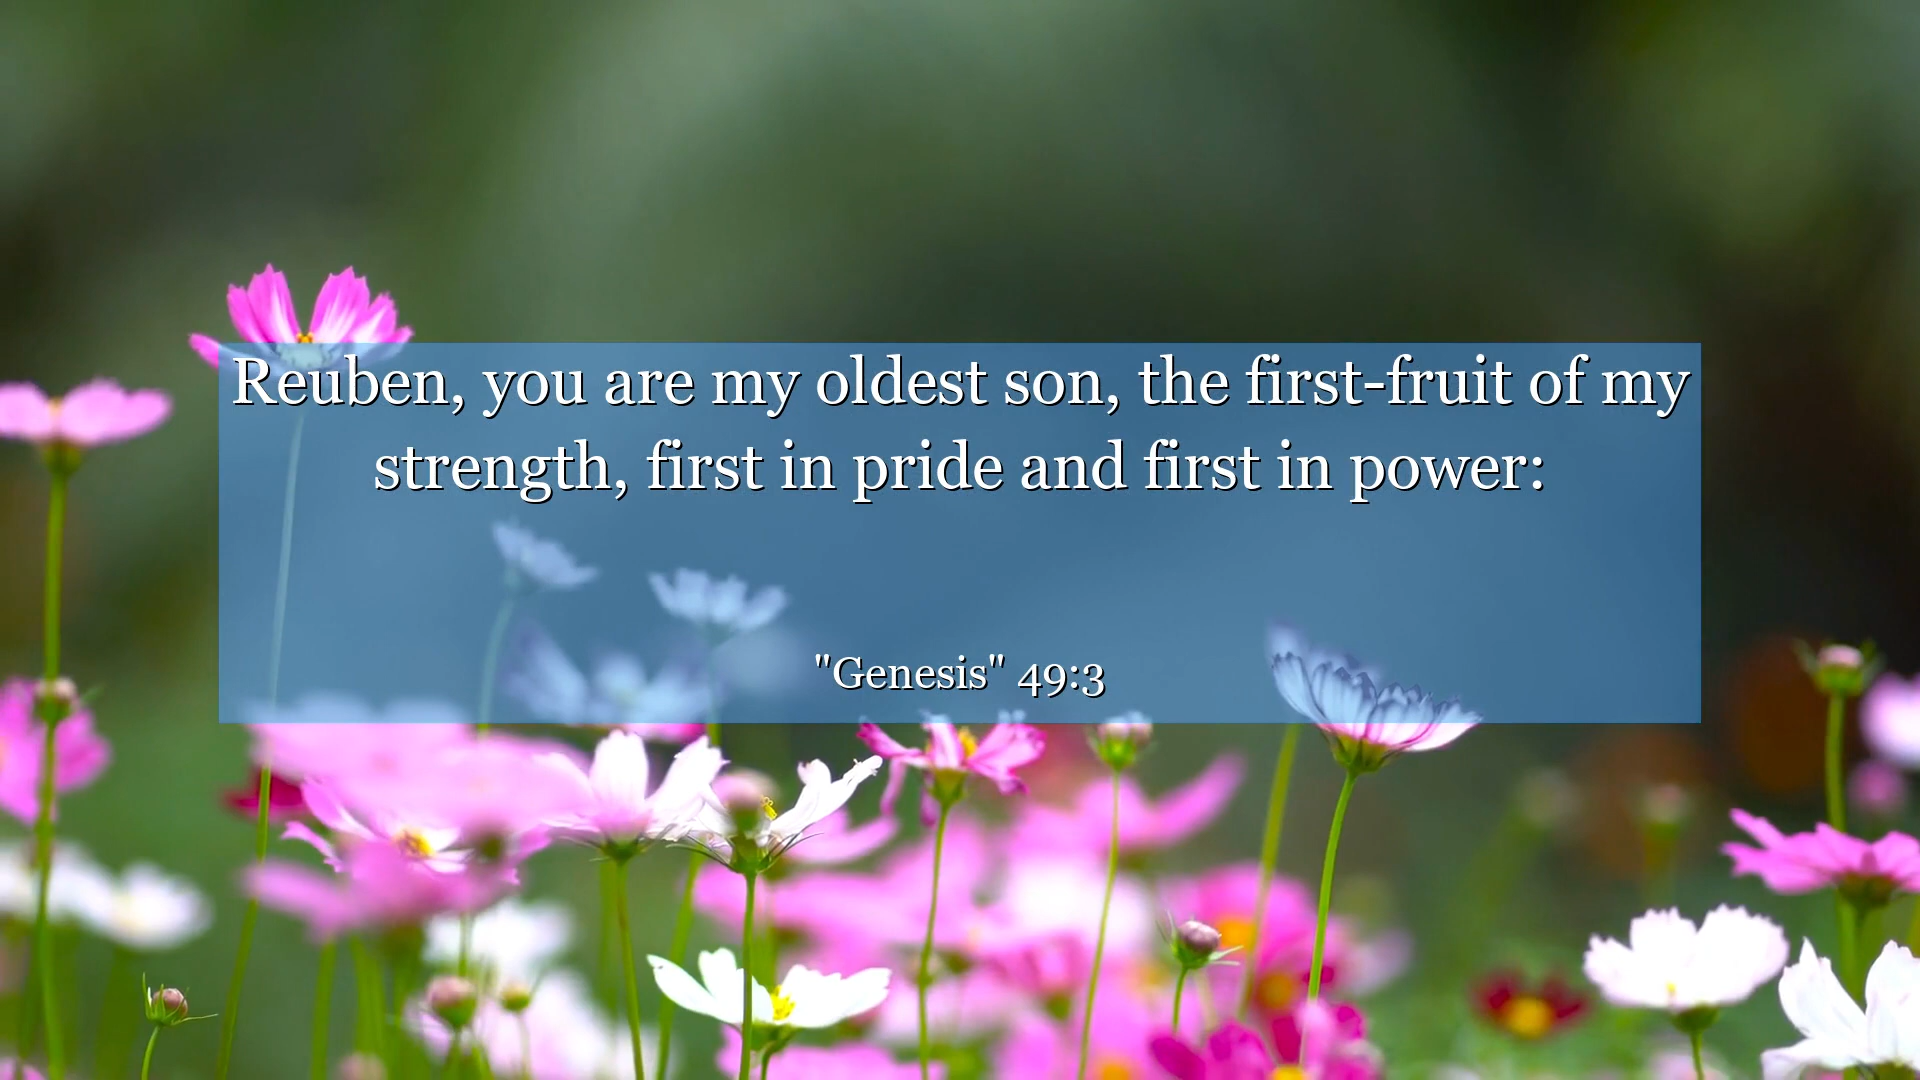 Reuben, you are my oldest son, the first-fruit of my
strength, first in pride and first in power:
"Genesis" 49:3